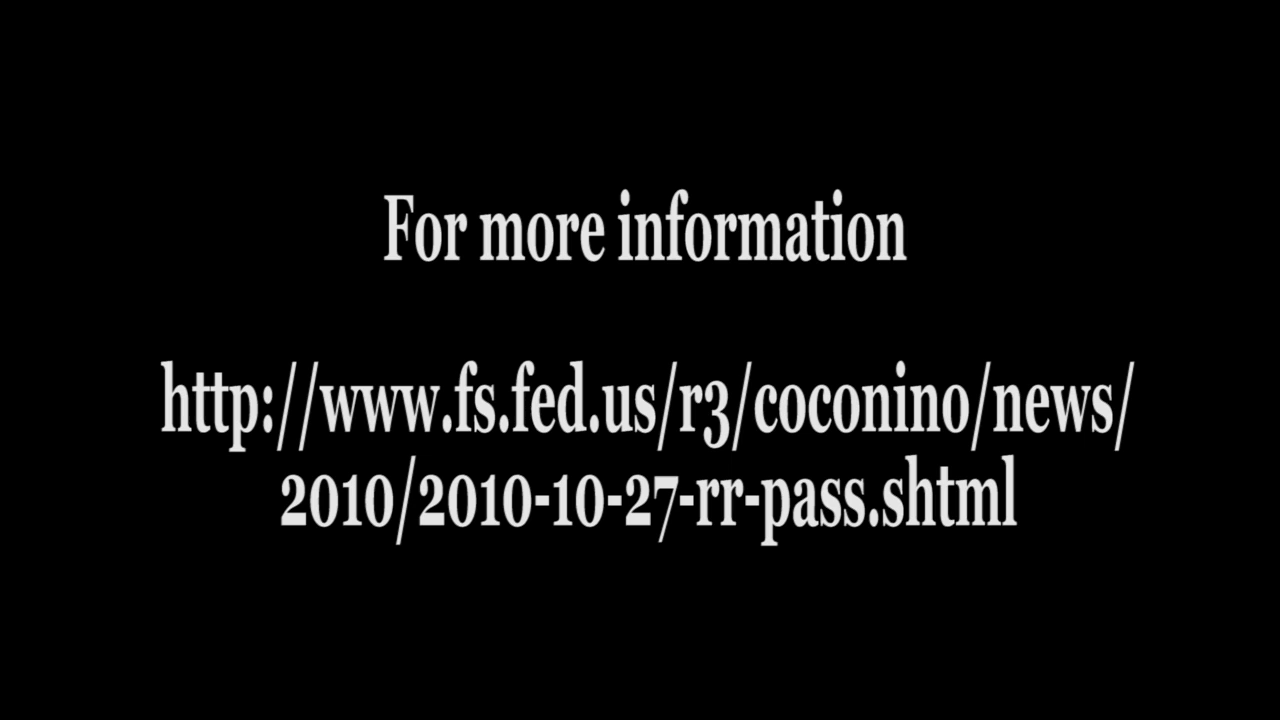 For more information
http://www.fs.fed.us/r3/coconino/news/
2010/2010-10-27-rr-pass.shtml